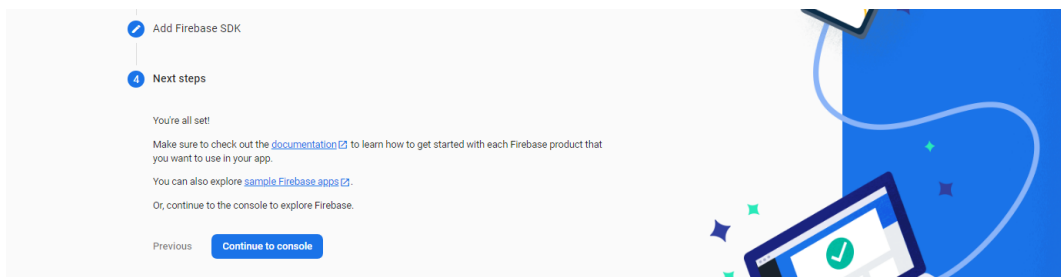 Add Firebase SDK
4 Next steps
You're all set!
Make sure to check out the documentation to learn how to get started with each Firebase product that
you want to use in your app.
You can also explore sample Firebase apps.
Or, continue to the console to explore Firebase.
Previous Continue to console